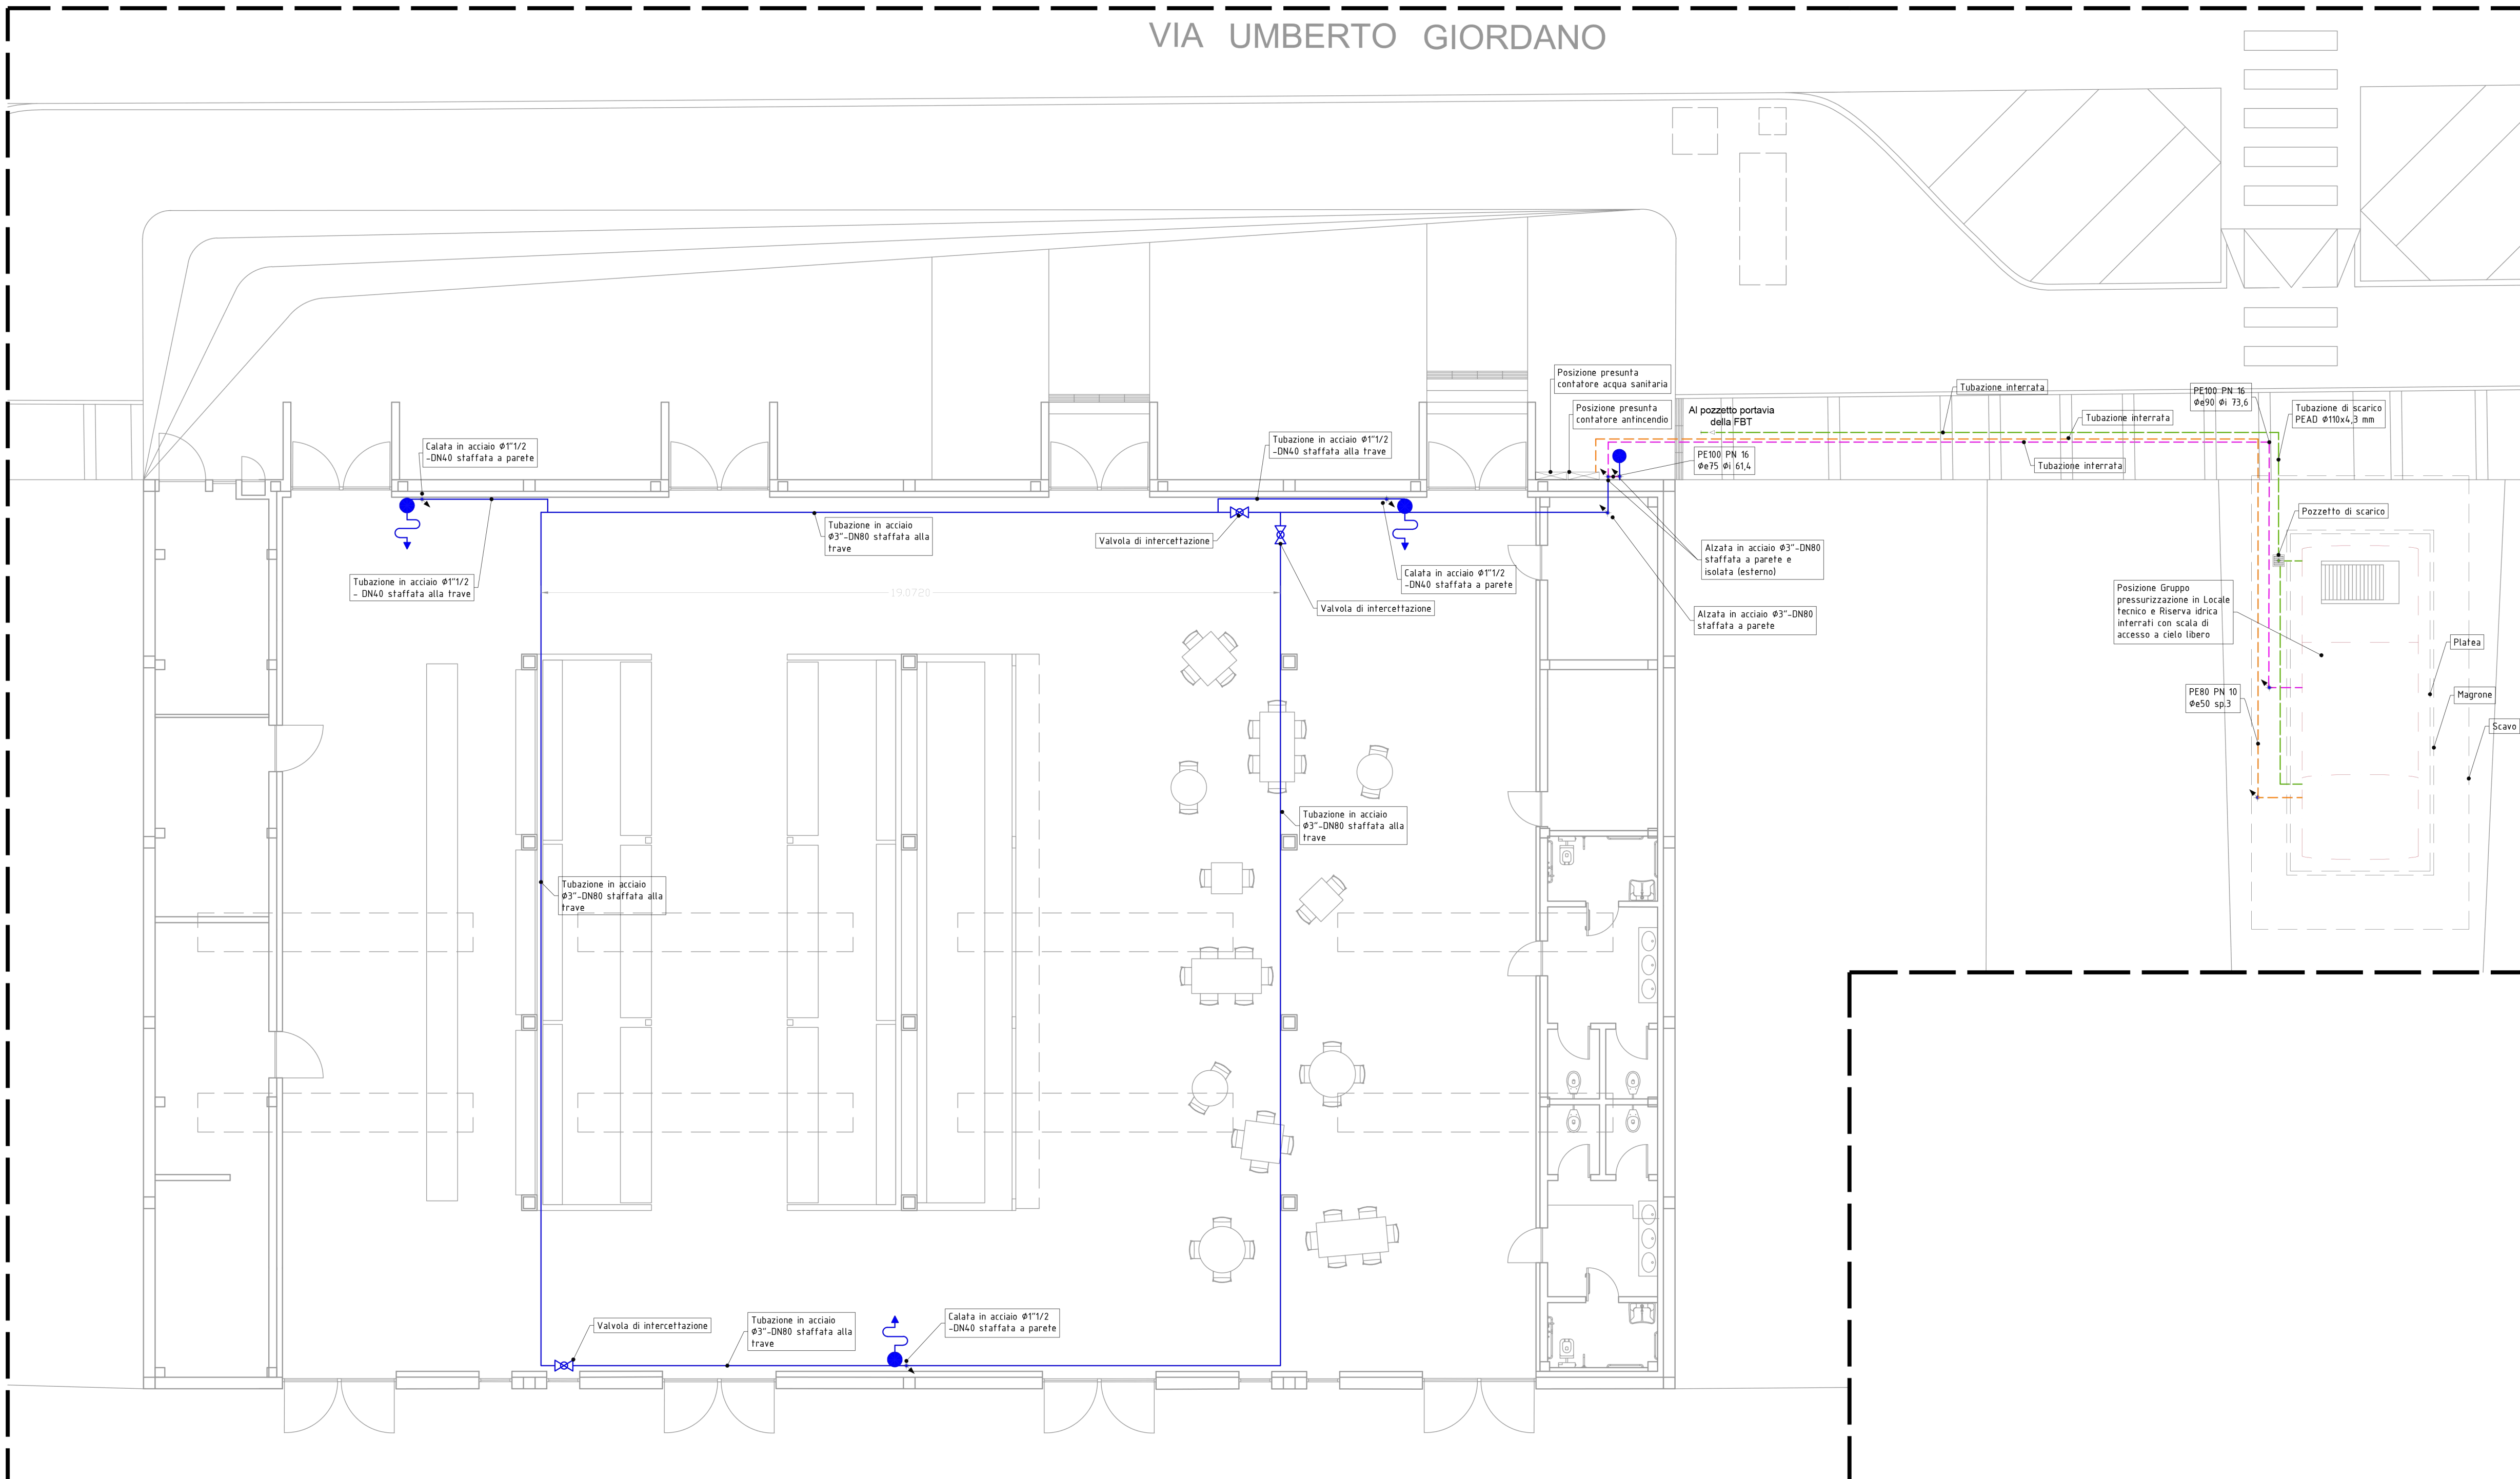 VIA UMBERTO GIORDANO
Posizione presunta
contatore acqua sanitaria
Posizione presunta
contatore antincendio
Al pozzetto portavia
della FBT
Tubazione interrata
Tubazione interrata
Tubazione interrata
PE100 PN 16
Φe90 Φi 73,6
Tubazione di scarico
PEAD Φ110x4,3 mm
PE100 PN 16
Φe75 Φi 61,4
Calata in acciaio Φ1"1/2
-DN40 staffata a parete
Tubazione in acciaio Φ1"1/2
-DN40 staffata alla trave
Tubazione in acciaio
Φ3"-DN80 staffata alla
trave
Valvola di intercettazione
Pozzetto di scarico
Alzata in acciaio Φ3"-DN80
staffata a parete e
isolata (esterno)
Tubazione in acciaio Φ1"1/2
- DN40 staffata alla trave
19.0720
Calata in acciaio Φ1"1/2
-DN40 staffata a parete
Valvola di intercettazione
Alzata in acciaio Φ3"-DN80
staffata a parete
Posizione Gruppo
pressurizzazione in Locale
tecnico e Riserva idrica
interrati con scala di
accesso a cielo libero
Platea
Magrone
Scavo
PE80 PN 10
Φe50 sp.3
Tubazione in acciaio
Φ3"-DN80 staffata alla
trave
Tubazione in acciaio
Φ3"-DN80 staffata alla
trave
Valvola di intercettazione
Tubazione in acciaio
Φ3"-DN80 staffata alla
trave
Calata in acciaio Φ1"1/2
-DN40 staffata a parete